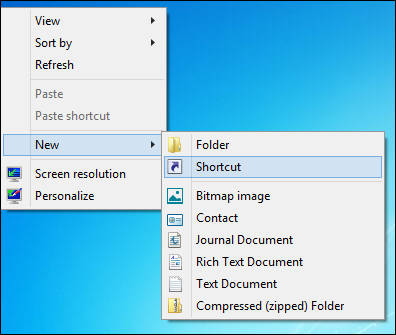 View
Sort by
Refresh
Paste
Paste shortcut
New
Screen resolution
Personalize
Folder
Shortcut
Bitmap image
Contact
Journal Document
Rich Text Document
Text Document
Compressed (zipped) Folder